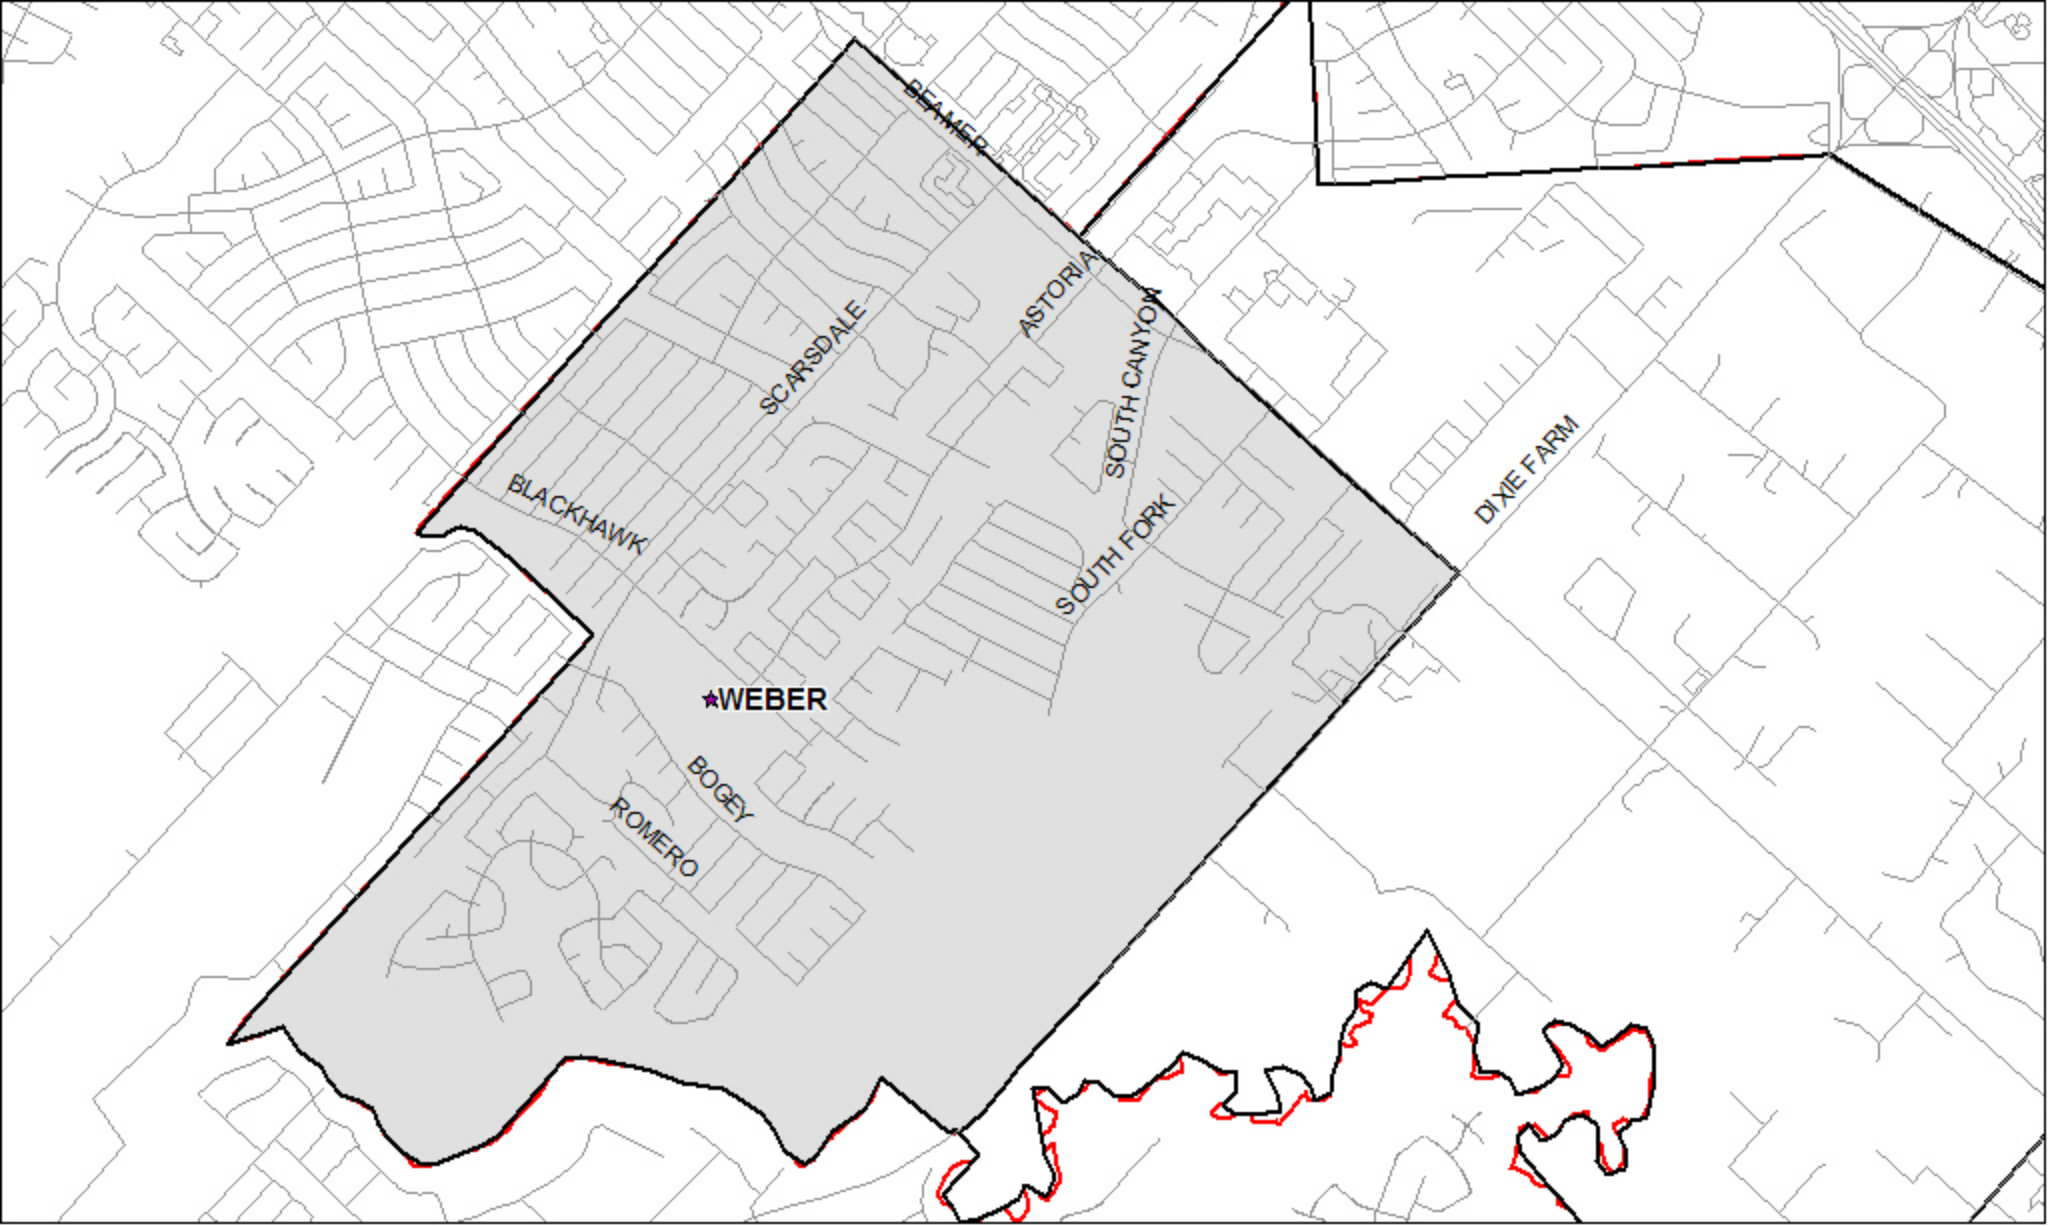 BEAMER
ASTORIA
SCARSDALE
SOUTH CANYON
DIXIE FARM
BLACKHAWK
SOUTH FORK
WEBER
BOGEY
ROMERO